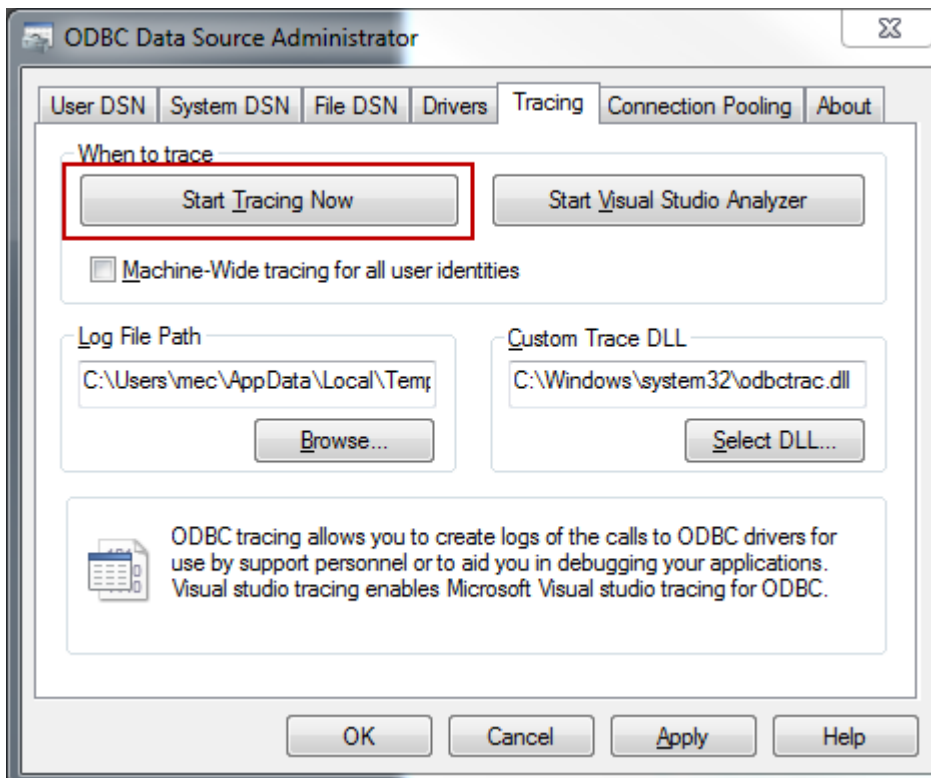 ODBC Data Source Administrator
User DSN System DSN File DSN Drivers Tracing Connection Pooling About
When to trace
Start Tracing Now Start Visual Studio Analyzer
Machine-Wide tracing for all user identities
Log File Path Custom Trace DLL
C:\Users\mec\AppData\Local\Temp C:\Windows\system32\odbctrac.dll
Browse... Select DLL...
ODBC tracing allows you to create logs of the calls to ODBC drivers for
use by support personnel or to aid you in debugging your applications.
Visual studio tracing enables Microsoft Visual studio tracing for ODBC.
OK Cancel Apply Help